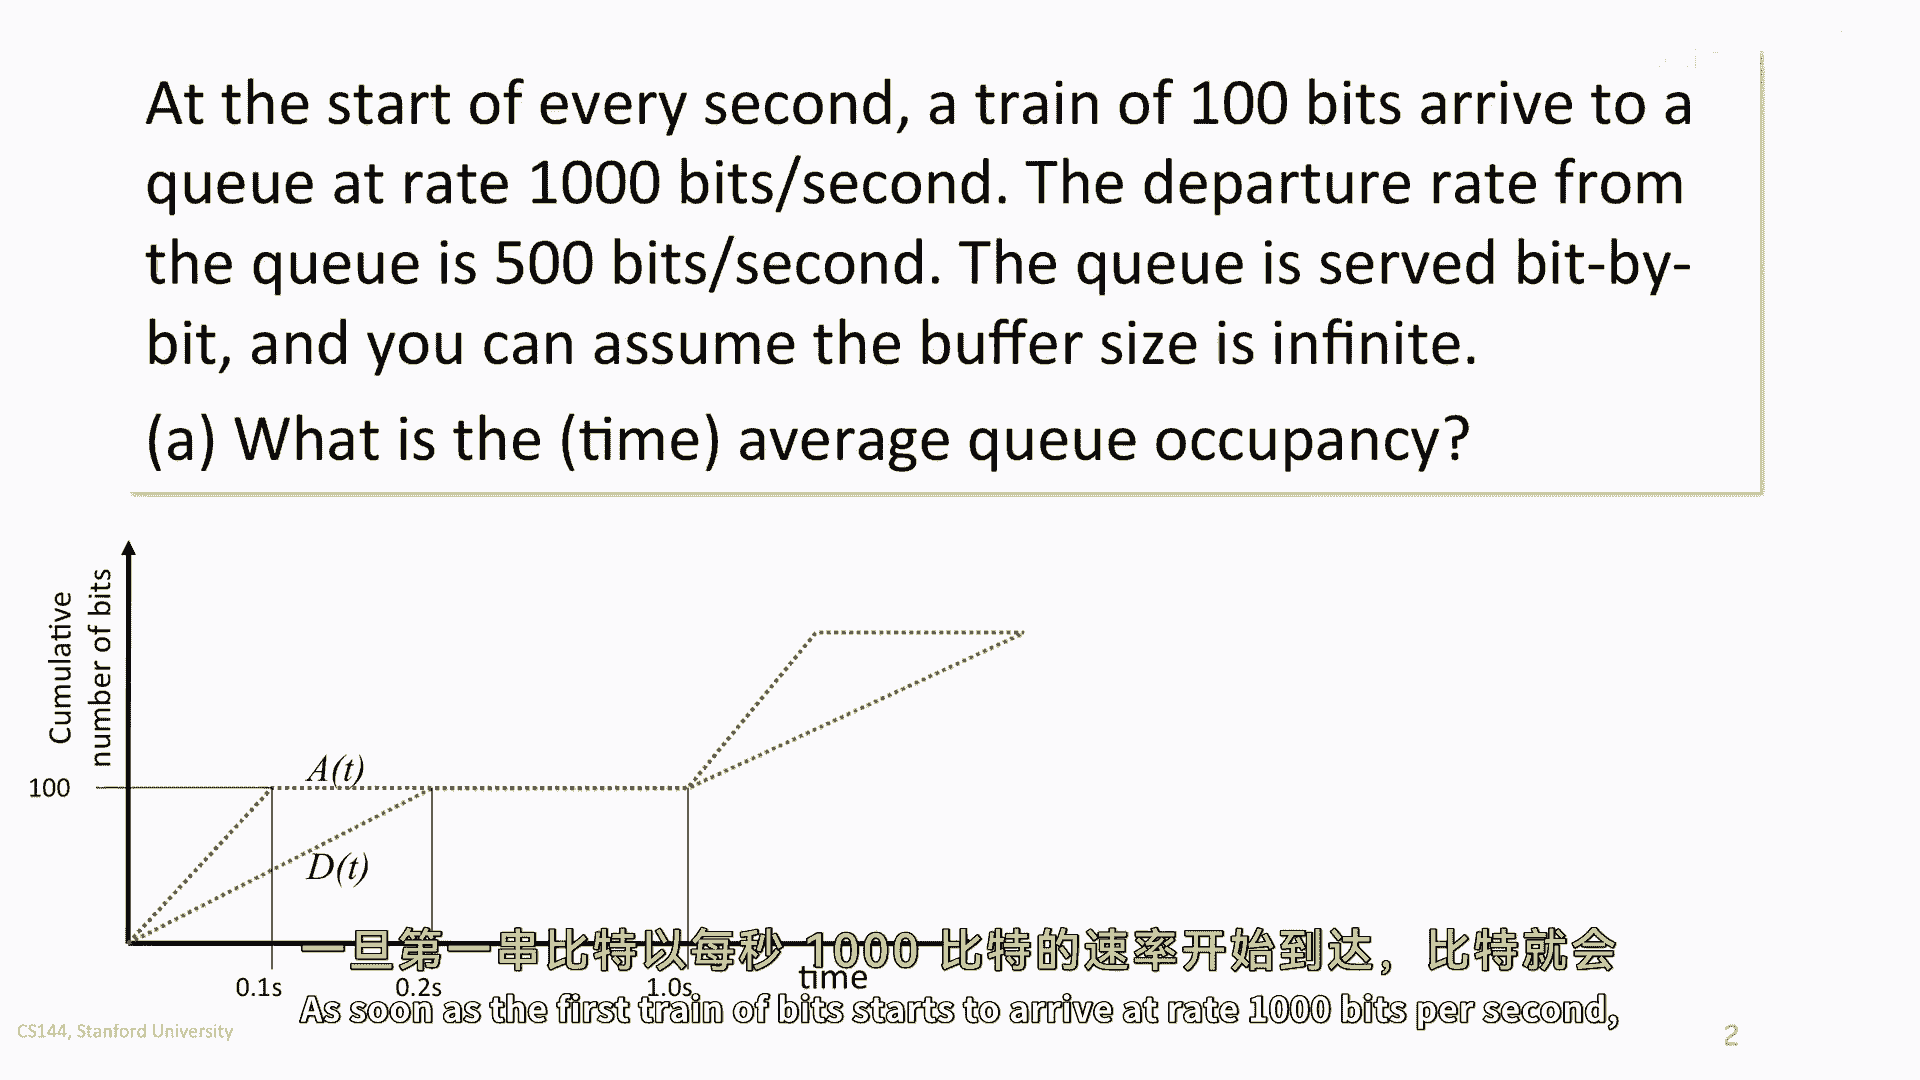 At the start of every second, a train of 100 bits arrive to a
queue at rate 1000 bits/second. The departure rate from
the queue is 500 bits/second. The queue is served bit-by-
bit, and you can assume the buffer size is infinite.
(a) What is the (time) average queue occupancy?
Cumulative
number of bits
100
A(t)
D(t)
0.1s
0.2s
1.0s
time
一旦第一串比特以每秒 1000 比特的速率开始到达，比特就会
As soon as the first train of bits starts to arrive at rate 1000 bits per second,
CS144, Stanford University
2